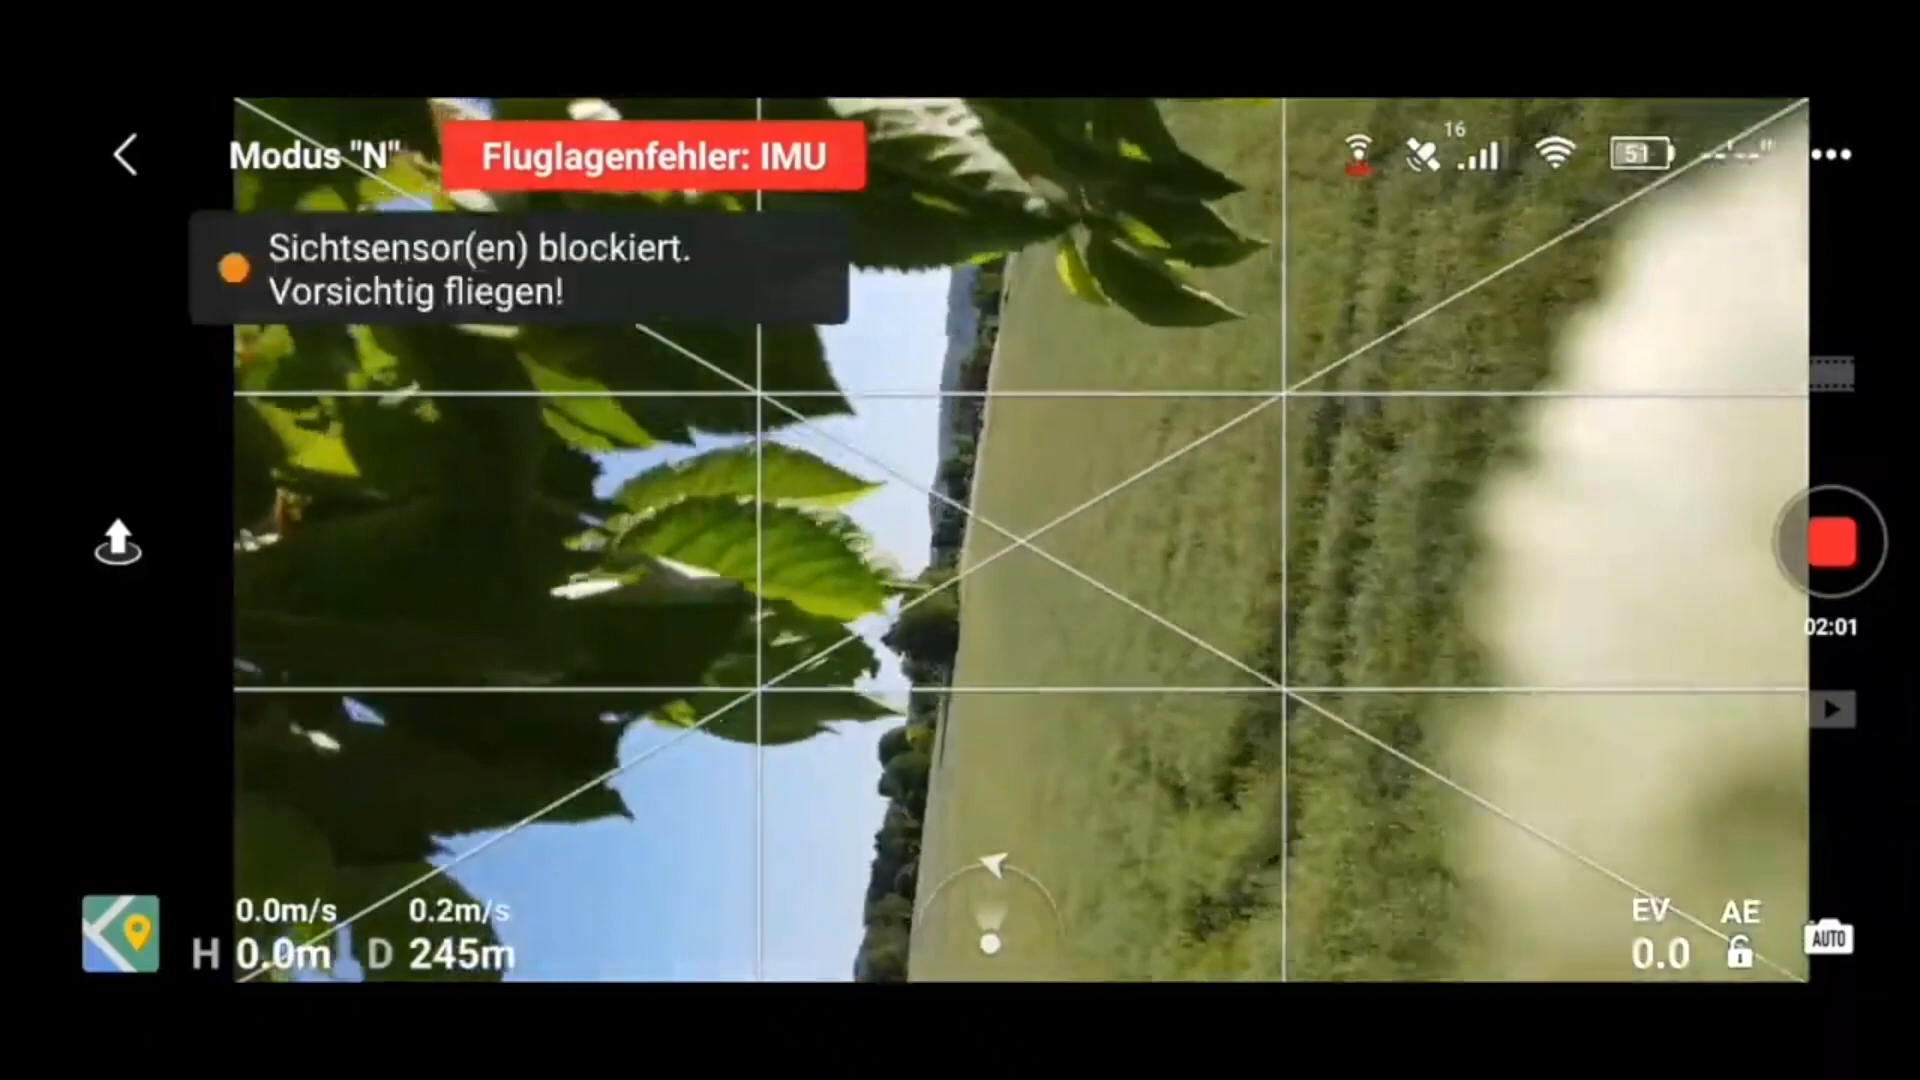 Modus "N"
Fluglagenfehler: IMU
16
51
Sichtsensor(en) blockiert.
Vorsichtig fliegen!
02:01
0.0m/s
0.2m/s
H 0.0m
D 245m
EV
0.0
AE
AUTO